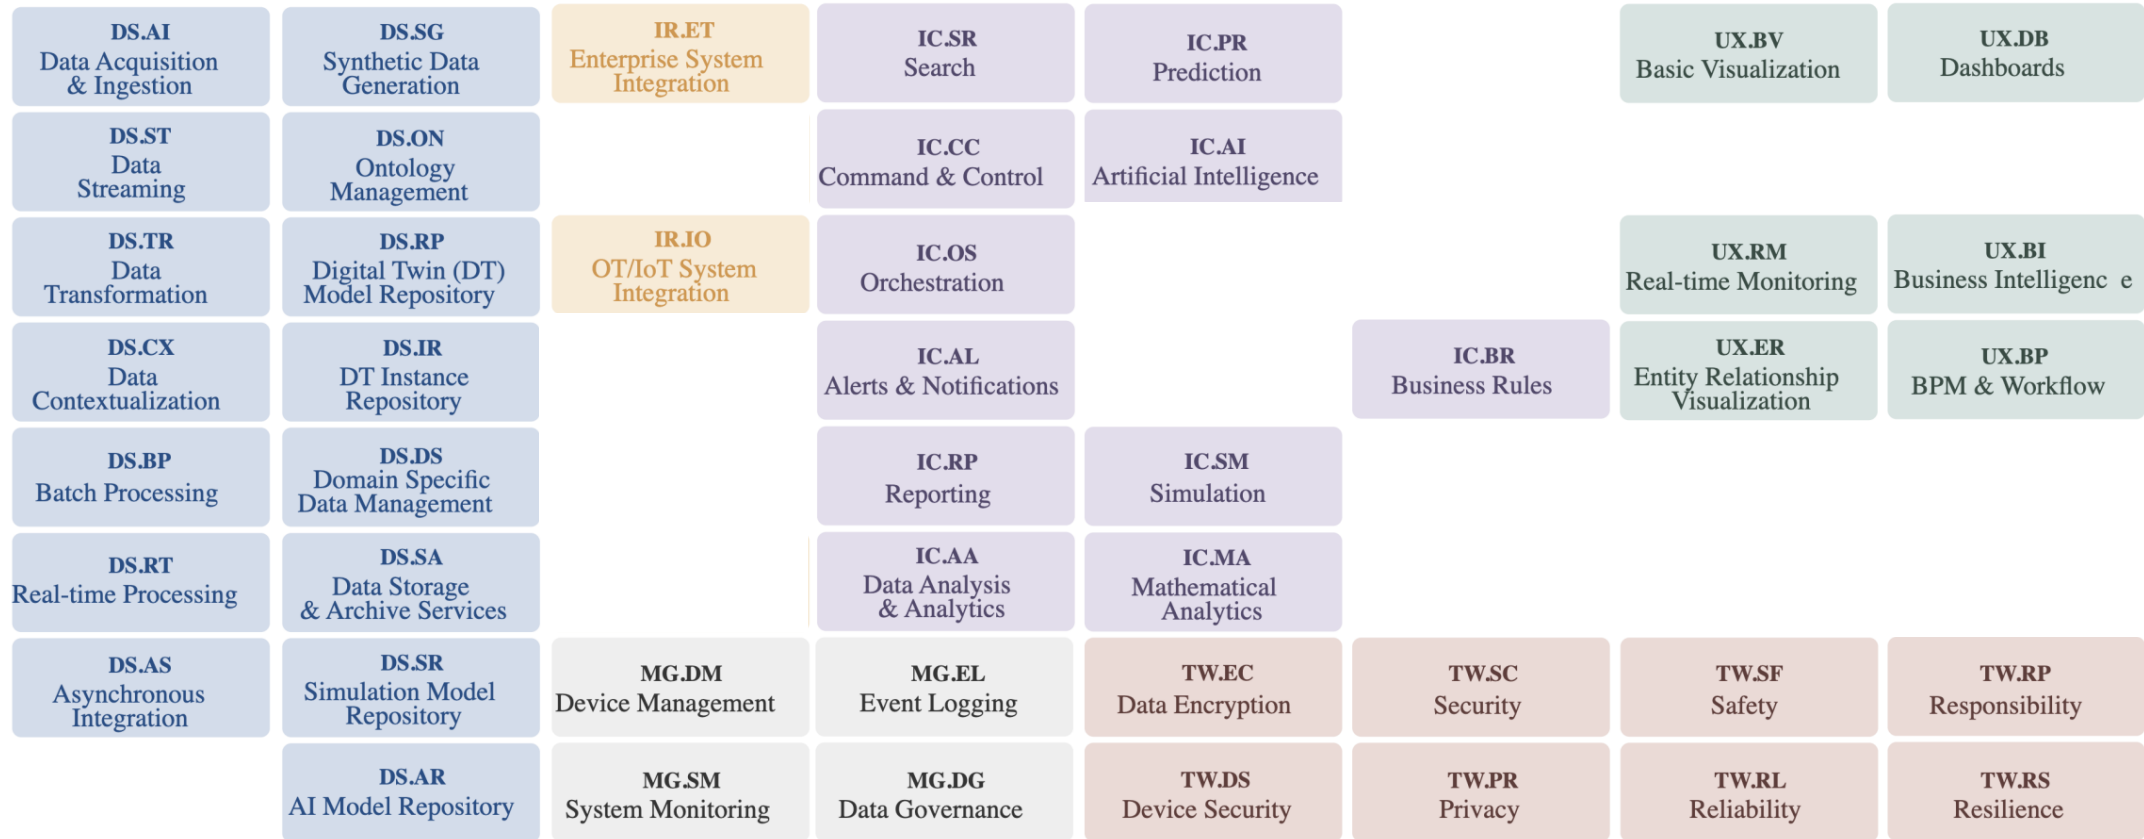 DS.AI
Data Acquisition
& Ingestion
DS.SG
Synthetic Data
Generation
IR.ET
Enterprise System
Integration
IC.SR
Search
IC.PR
Prediction
UX.BV
Basic Visualization
UX.DB
Dashboards
DS.ST
Data
Streaming
DS.ON
Ontology
Management
IC.CC
Command & Control
IC.AI
Artificial Intelligence
DS.TR
Data
Transformation
DS.RP
Digital Twin (DT)
Model Repository
IR.IO
OT/IoT System
Integration
IC.OS
Orchestration
UX.RM
Real-time Monitoring
UX.BI
Business Intelligenc e
DS.CX
Data
Contextualization
DS.IR
DT Instance
Repository
IC.AL
Alerts & Notifications
IC.BR
Business Rules
UX.ER
Entity Relationship
Visualization
UX.BP
BPM & Workflow
DS.BP
Batch Processing
DS.DS
Domain Specific
Data Management
IC.RP
Reporting
IC.SM
Simulation
DS.RT
Real-time Processing
DS.SA
Data Storage
& Archive Services
IC.AA
Data Analysis
& Analytics
IC.MA
Mathematical
Analytics
DS.AS
Asynchronous
Integration
DS.SR
Simulation Model
Repository
MG.DM
Device Management
MG.EL
Event Logging
TW.EC
Data Encryption
TW.SC
Security
TW.SF
Safety
TW.RP
Responsibility
DS.AR
AI Model Repository
MG.SM
System Monitoring
MG.DG
Data Governance
TW.DS
Device Security
TW.PR
Privacy
TW.RL
Reliability
TW.RS
Resilience